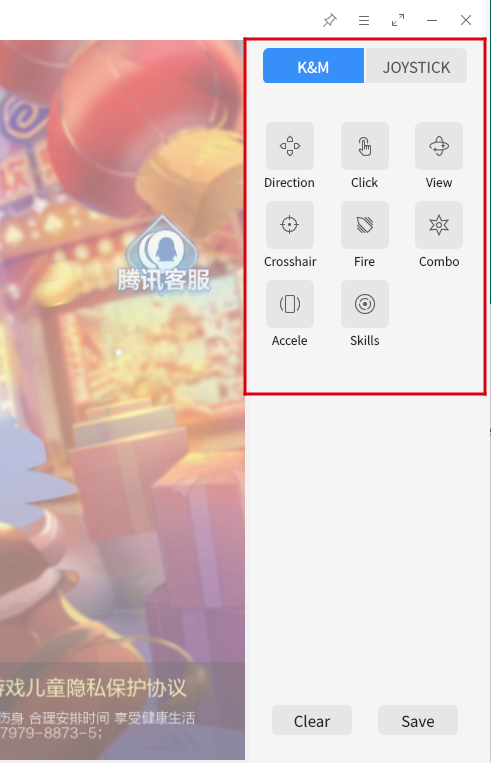 K&M JOYSTICK
Direction Click View
Crosshair Fire Combo
Accele Skills
腾讯客服
戏儿童隐私保护协议
伤身 合理安排时间 享受健康生活
7979-8873-5;
Clear Save